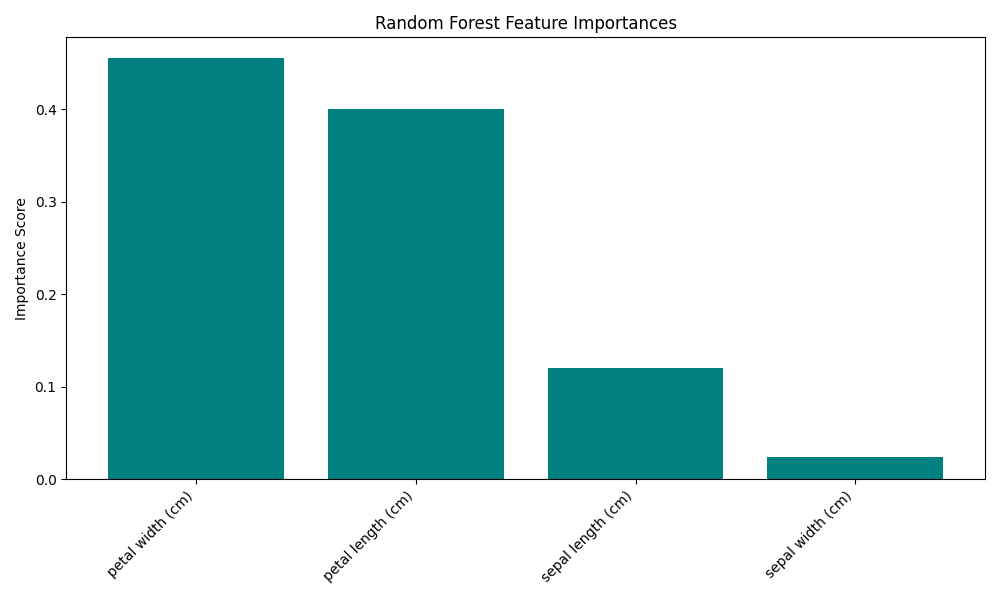 Random Forest Feature Importances
Importance Score
0.4
0.3
0.2
0.1
0.0
petal width (cm)
petal length (cm)
sepal length (cm)
sepal width (cm)